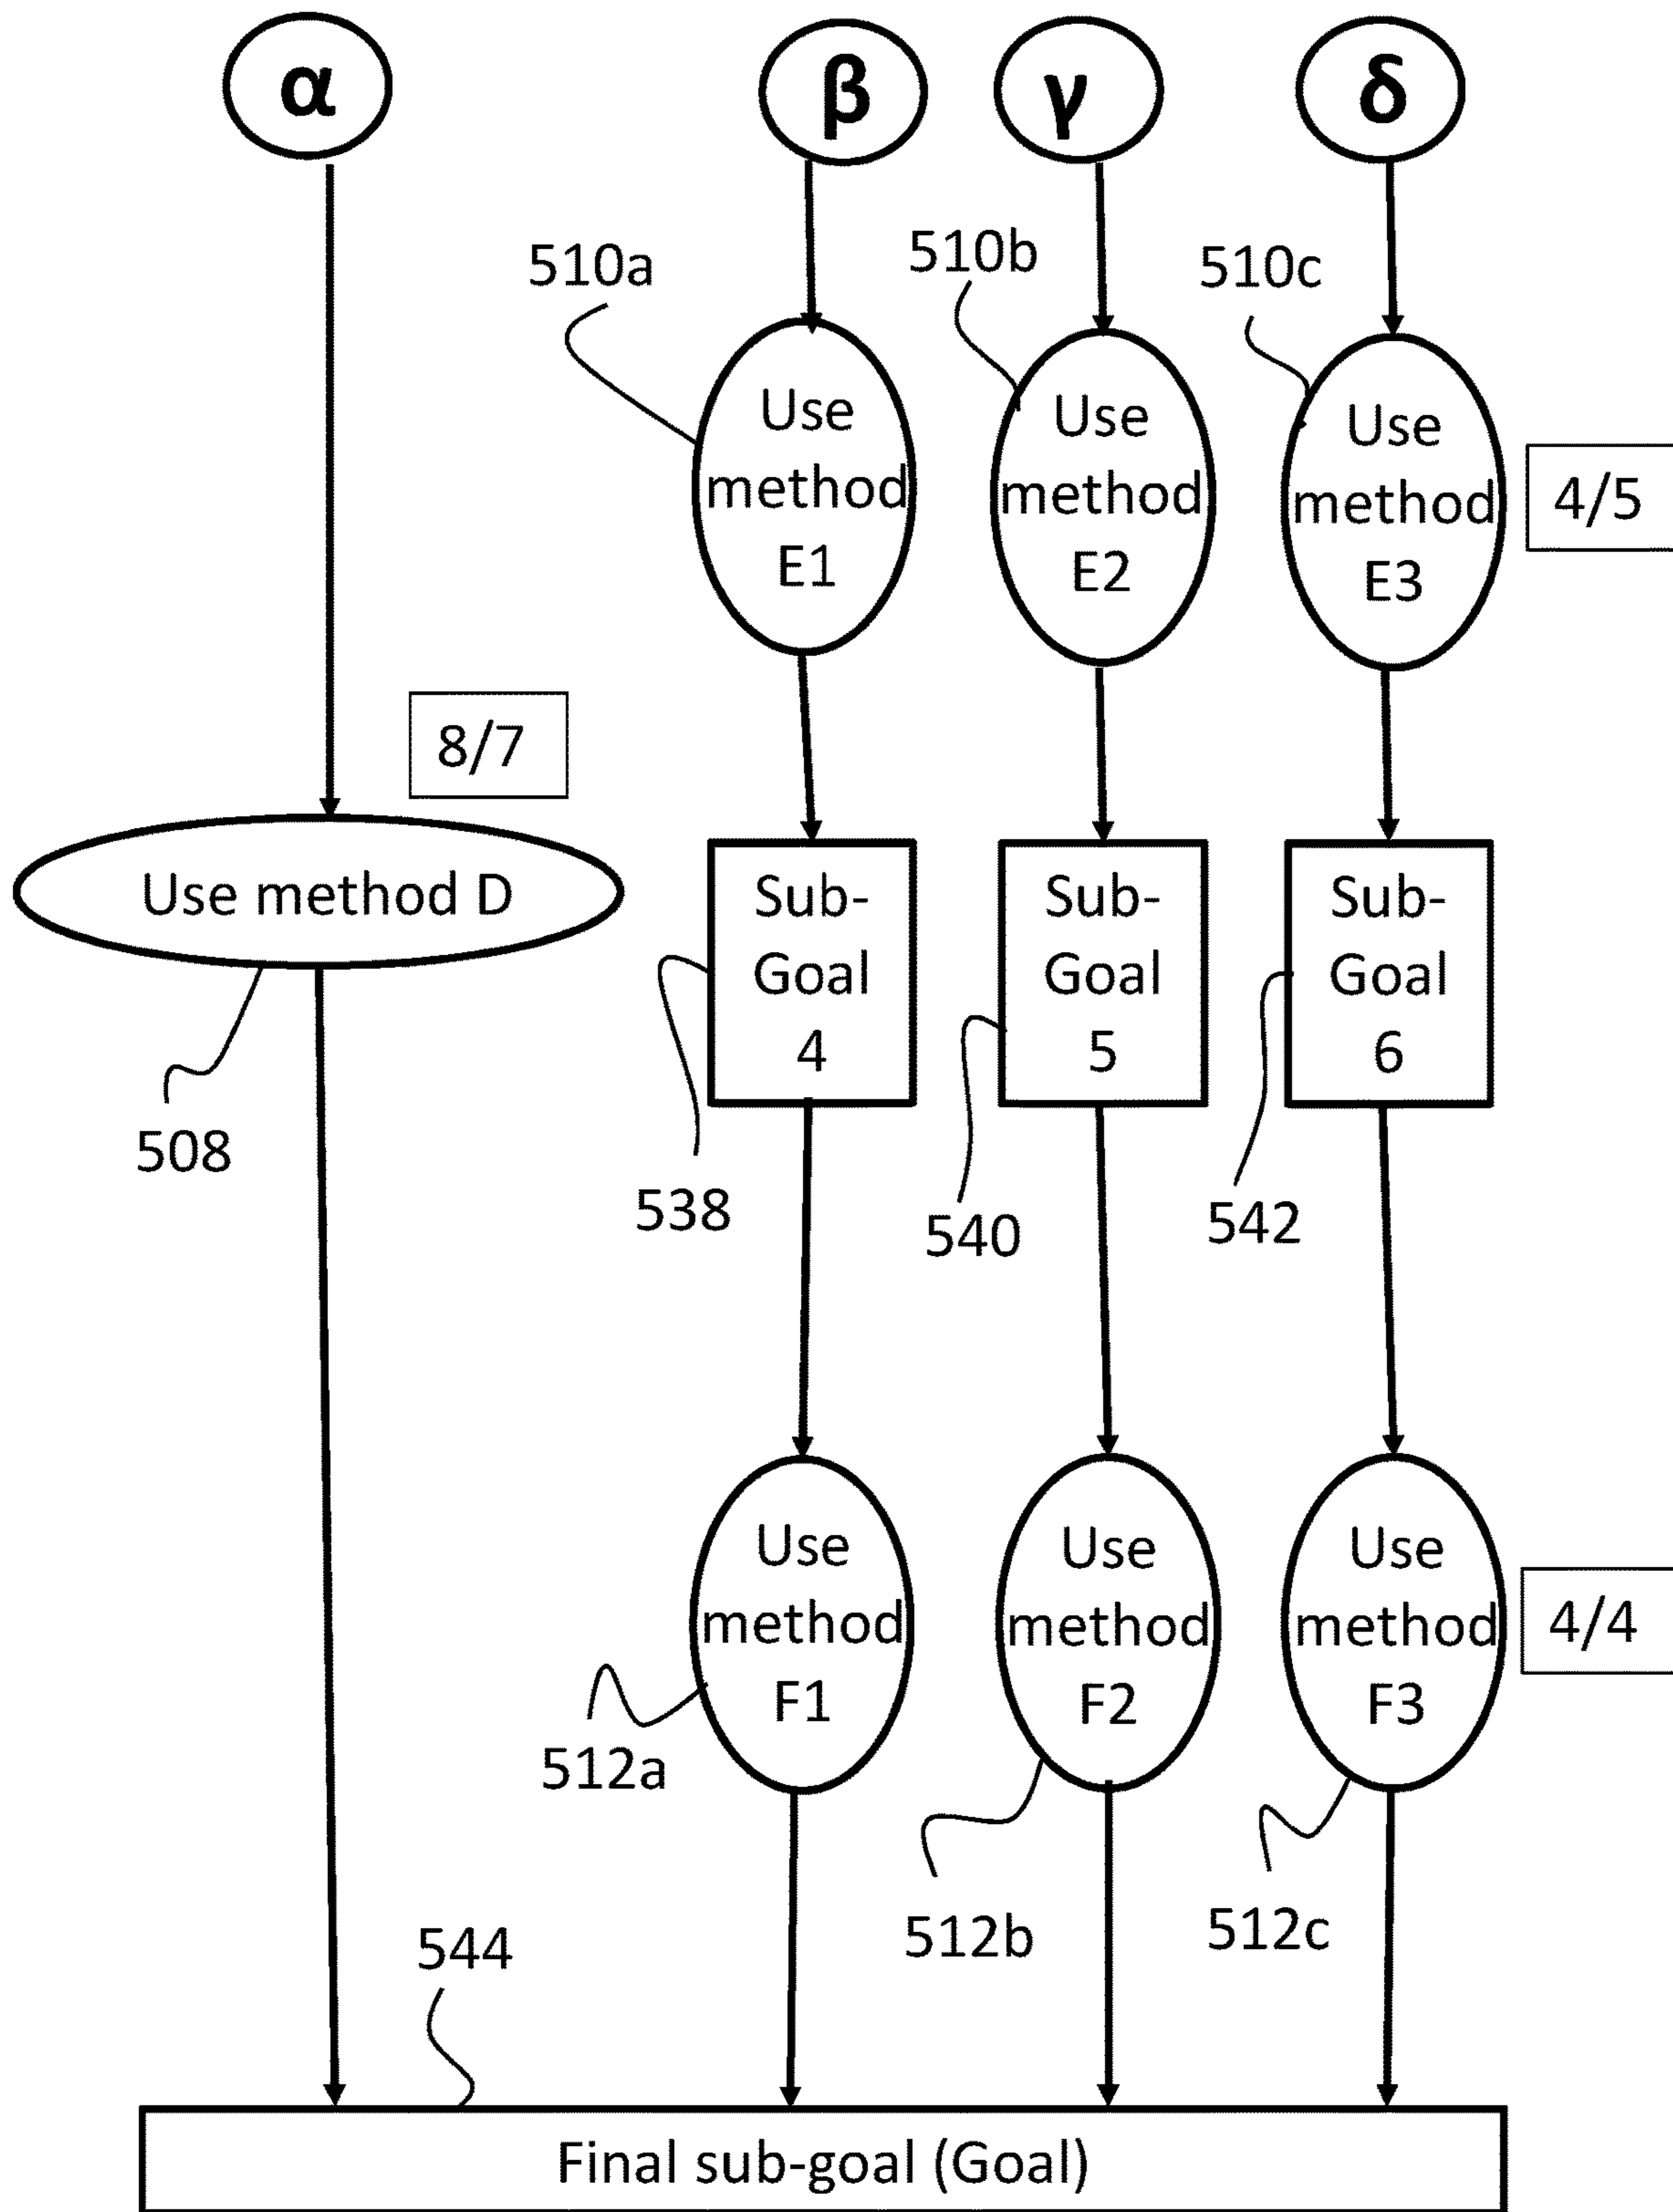 α
β
γ
δ
510a
510b
510c
Use
method
E1
Use
method
E2
Use
method
E3
4/5
8/7
Use method D
508
Sub-
Goal
4
Sub-
Goal
5
Sub-
Goal
6
538
540
542
Use
method
F1
Use
method
F2
Use
method
F3
4/4
512a
512b
512c
544
Final sub-goal (Goal)